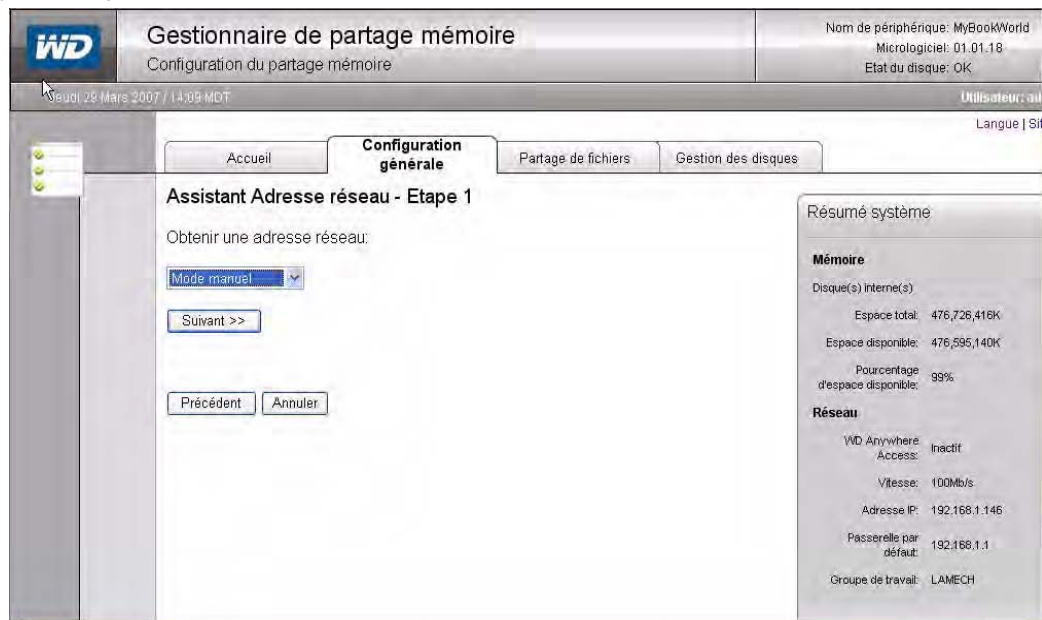 WD
Gestionnaire de partage mémoire
Configuration du partage mémoire
Nom de périphérique: MyBookWorld
Micrologiciel: 01.01.18
Etat du disque: OK
Jeudi 29 Mars 2007 / 14:09 MDT
Utilisateur:
Langue |
Accueil
Configuration générale
Partage de fichiers
Gestion des disques
Assistant Adresse réseau - Etape 1
Obtenir une adresse réseau:
Mode manuel
Suivant >>
Précédent
Annuler
Résumé système
Mémoire
Disque(s) interne(s)
Espace total: 476,726,416K
Espace disponible: 476,595,140K
Pourcentage d'espace disponible: 99%
Réseau
WD Anywhere Access: Inactif
Vitesse: 100Mb/s
Adresse IP: 192.168.1.146
Passerelle par défaut: 192.168.1.1
Groupe de travail: LAMECH